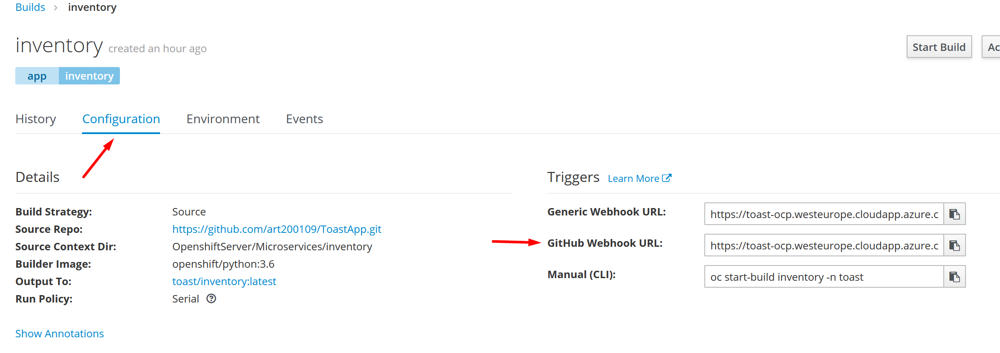 Builds > inventory
inventory created an hour ago
Start Build
Ac
app inventory
History Configuration Environment Events
Details
Build Strategy: Source
Source Repo: https://github.com/art200109/ToastApp.git
Source Context Dir: OpenshiftServer/Microservices/inventory
Builder Image: openshift/python:3.6
Output To: toast/inventory:latest
Run Policy: Serial ?
Show Annotations
Triggers Learn More
Generic Webhook URL: https://toast-ocp.westeurope.cloudapp.azure.c
GitHub Webhook URL: https://toast-ocp.westeurope.cloudapp.azure.c
Manual (CLI): oc start-build inventory -n toast